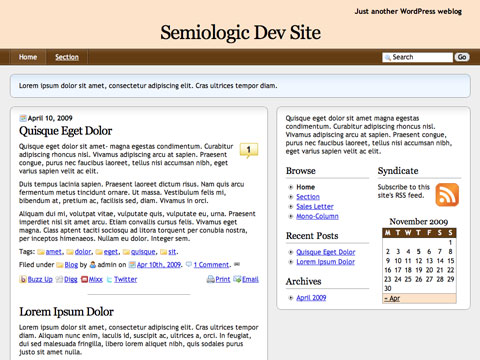 Just another WordPress weblog
Semiologic Dev Site
Home Section Search Go
Lorem ipsum dolor sit amet, consectetur adipiscing elit. Cras ultrices tempor diam.
April 10, 2009
Quisque Eget Dolor
Quisque eget dolor sit amet- magna egestas condimentum. Curabitur
adipiscing rhoncus nisl. Vivamus adipiscing arcu at sapien. Praesent
congue, purus nec faucibus laoreet, tellus nisi accumsan nibh, eget
varius sapien velit ac elit.
1
Duis tempus lacinia sapien. Praesent laoreet dictum risus. Nam quis arcu
fermentum metus tincidunt ornare. Ut massa. Vestibulum felis mi,
bibendum at, pretium ac, facilisis sed, diam. Vivamus in orci.
Aliquam dui mi, volutpat vitae, vulputate quis, vulputate eu, urna. Praesent
imperdiet nisi sit amet arcu. Etiam convallis cursus felis. Vivamus eget
magna. Class aptent taciti sociosqu ad litora torquent per conubia nostra,
per inceptos himenaeos. Nullam eu dolor. Integer sem.
Tags: amet, dolor, eget, quisque, sit.
Filed under Blog by admin on Apr 10th, 2009. 1 Comment.
Buzz Up Digg Mixx Twitter Print Email
Lorem Ipsum Dolor
Lorem ipsum dolor sit amet, consectetur adipiscing elit. Cras ultrices tempor
diam. Aliquam nunc enim, iaculis id, suscipit ac, ultrices a, orci. In feugiat,
dui sed malesuada fringilla, libero lorem aliquet nibh, quis sodales purus
justo sit amet nulla.
Quisque eget dolor sit amet magna egestas
condimentum. Curabitur adipiscing rhoncus nisl.
Vivamus adipiscing arcu at sapien. Praesent congue,
purus nec faucibus laoreet, tellus nisi accumsan nibh,
eget varius sapien velit ac elit.
Browse
Home
Section
Sales Letter
Mono-Column
Recent Posts
Quisque Eget Dolor
Lorem Ipsum Dolor
Archives
April 2009
Syndicate
Subscribe to this
site's RSS feed.
November 2009
M T W T F S S
1
2 3 4 5 6 7 8
9 10 11 12 13 14 15
16 17 18 19 20 21 22
23 24 25 26 27 28 29
30
« Apr